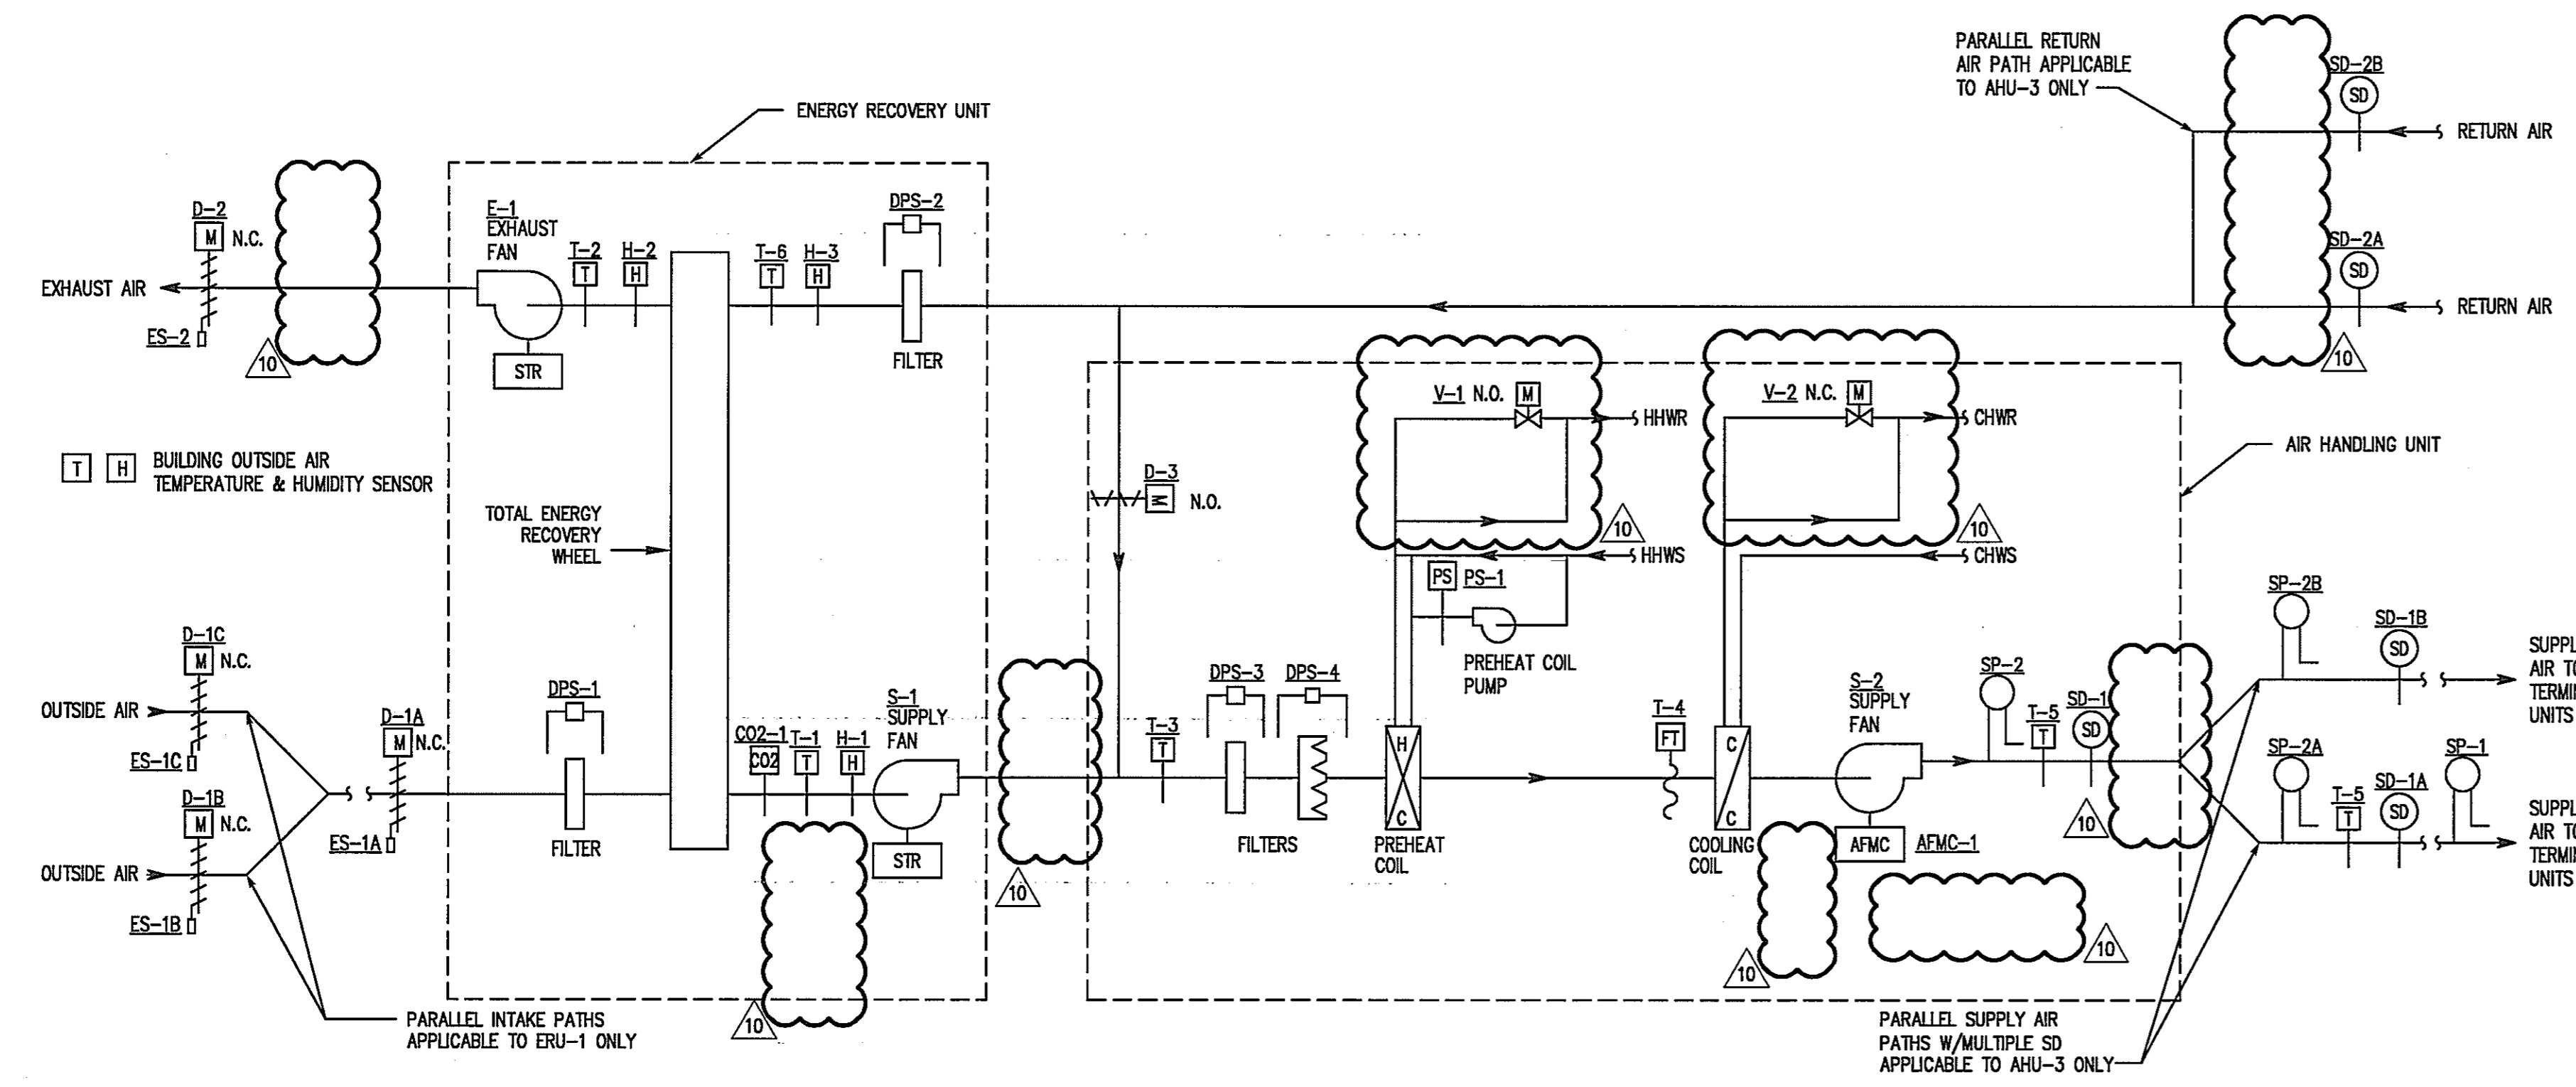 PARALLEL RETURN
AIR PATH APPLICABLE
TO AHU-3 ONLY
SD-2B
SD
RETURN AIR
ENERGY RECOVERY UNIT
SD-2A
SD
RETURN AIR
10
D-2
M N.C.
EXHAUST AIR
ES-2
10
E-1
EXHAUST
FAN
STR
T-2
T
H-2
H
T-6
T
H-3
H
DPS-2
FILTER
T H
BUILDING OUTSIDE AIR
TEMPERATURE & HUMIDITY SENSOR
TOTAL ENERGY
RECOVERY
WHEEL
D-3
M
N.O.
V-1 N.O. M
HHWR
10
HHWS
V-2 N.C. M
CHWR
10
CHWS
AIR HANDLING UNIT
PS PS-1
PREHEAT COIL
PUMP
D-1C
M N.C.
OUTSIDE AIR
ES-1C
D-1B
M N.C.
OUTSIDE AIR
ES-1B
D-1A
M N.C.
ES-1A
DPS-1
FILTER
CO2-1
CO2
T-1
T
H-1
H
S-1
SUPPLY
FAN
STR
10
10
T-3
T
DPS-3
DPS-4
FILTERS
H
C
PREHEAT
COIL
T-4
FT
C
C
COOLING
COIL
S-2
SUPPLY
FAN
AFMC
AFMC-1
10
10
SP-2
T-5
T
SD-1
SD
10
SP-2B
SD-1B
SD
SUPPL
AIR TO
TERMIN
UNITS
SP-2A
T-5
T
SD-1A
SD
SP-1
SUPPL
AIR TO
TERMIN
UNITS
PARALLEL INTAKE PATHS
APPLICABLE TO ERU-1 ONLY
PARALLEL SUPPLY AIR
PATHS W/MULTIPLE SD
APPLICABLE TO AHU-3 ONLY